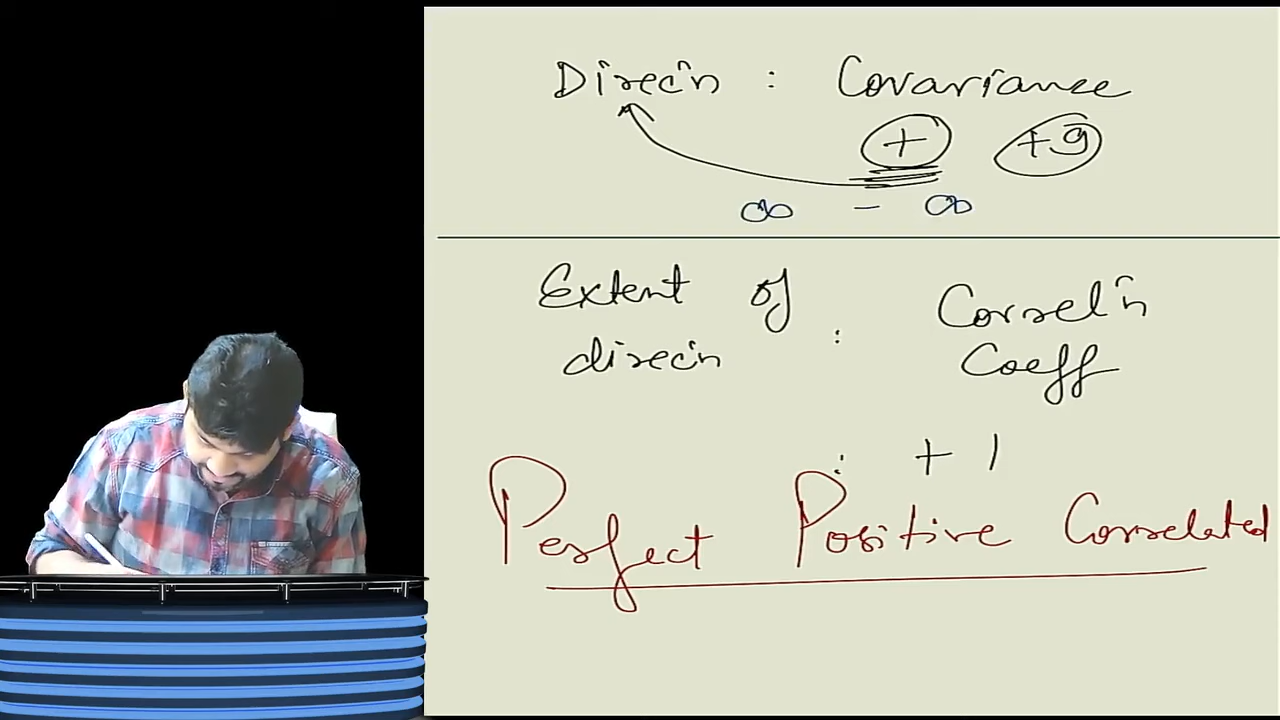 Direc'n : Covariance
+ +9
∞ - ∞
Extent of
direc'n : Correl'n
Coeff
: + 1
Perfect Positive Correlated